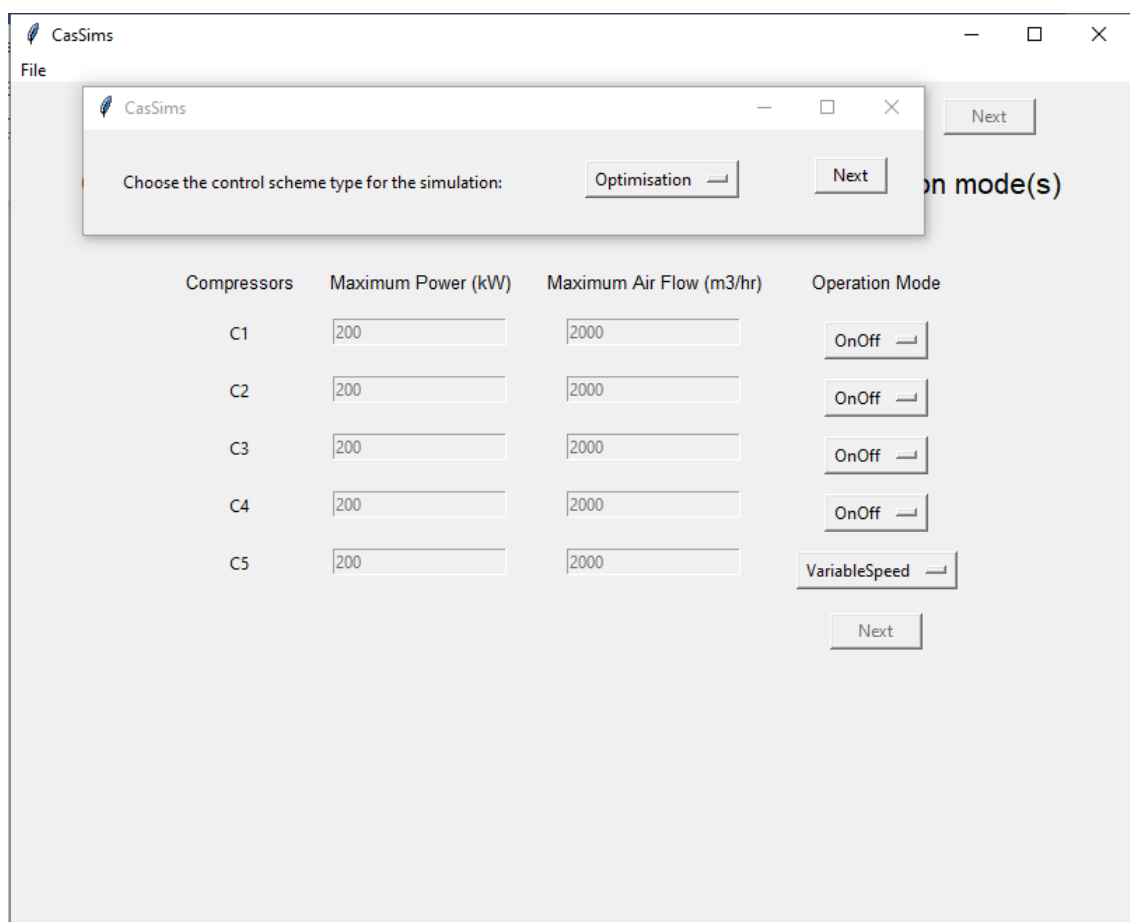 CasSims
File
CasSims
Next
Choose the control scheme type for the simulation:
Optimisation
Next
mode(s)
Compressors Maximum Power (kW) Maximum Air Flow (m3/hr) Operation Mode
C1 200 2000 OnOff
C2 200 2000 OnOff
C3 200 2000 OnOff
C4 200 2000 OnOff
C5 200 2000 VariableSpeed
Next